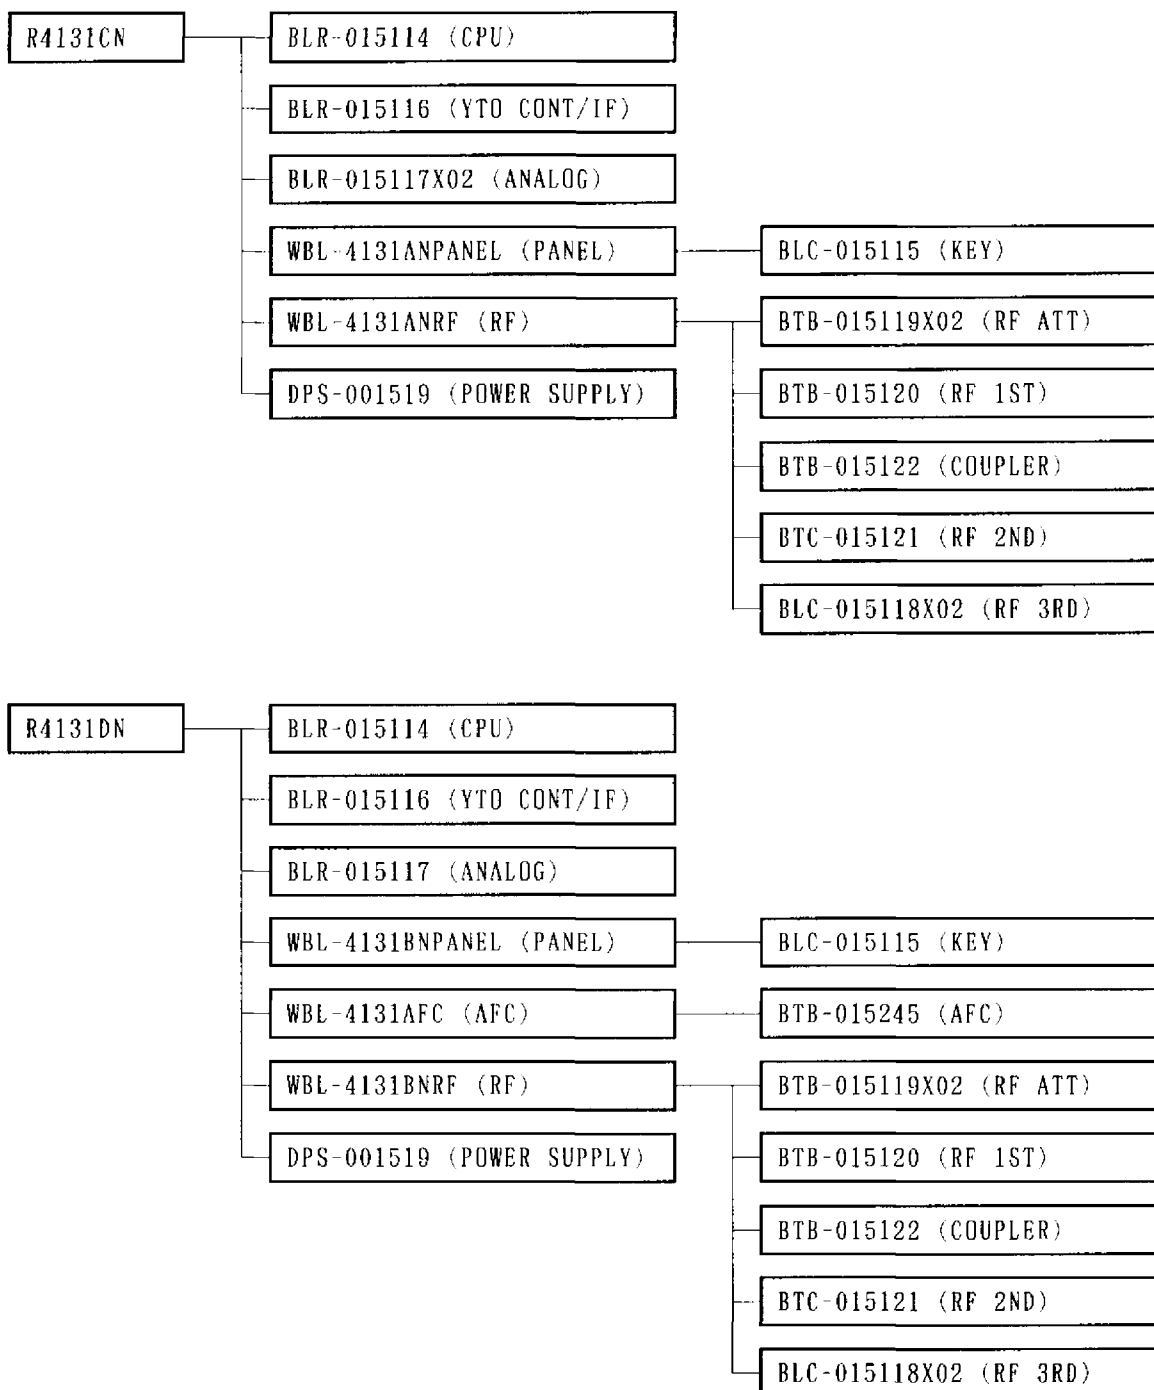 R4131CN
BLR-015114 (CPU)
BLR-015116 (YTO CONT/IF)
BLR-015117X02 (ANALOG)
WBL-4131ANPANEL (PANEL)
BLC-015115 (KEY)
WBL-4131ANRF (RF)
BTB-015119X02 (RF ATT)
DPS-001519 (POWER SUPPLY)
BTB-015120 (RF 1ST)
BTB-015122 (COUPLER)
BTC-015121 (RF 2ND)
BLC-015118X02 (RF 3RD)
R4131DN
BLR-015114 (CPU)
BLR-015116 (YTO CONT/IF)
BLR-015117 (ANALOG)
WBL-4131BNPANEL (PANEL)
BLC-015115 (KEY)
WBL-4131AFC (AFC)
BTB-015245 (AFC)
WBL-4131BNRF (RF)
BTB-015119X02 (RF ATT)
DPS-001519 (POWER SUPPLY)
BTB-015120 (RF 1ST)
BTB-015122 (COUPLER)
BTC-015121 (RF 2ND)
BLC-015118X02 (RF 3RD)